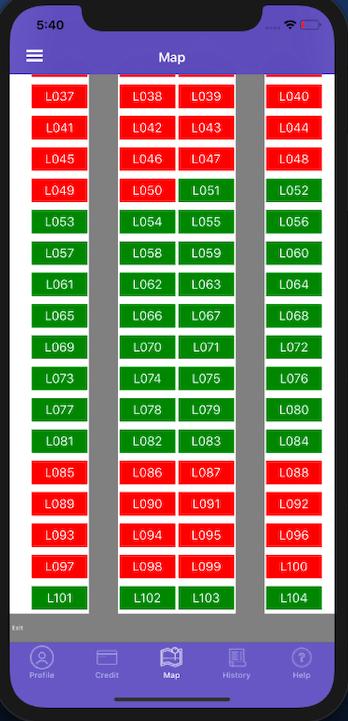 5:40
Map
L037 L038 L039 L040
L041 L042 L043 L044
L045 L046 L047 L048
L049 L050 L051 L052
L053 L054 L055 L056
L057 L058 L059 L060
L061 L062 L063 L064
L065 L066 L067 L068
L069 L070 L071 L072
L073 L074 L075 L076
L077 L078 L079 L080
L081 L082 L083 L084
L085 L086 L087 L088
L089 L090 L091 L092
L093 L094 L095 L096
L097 L098 L099 L100
L101 L102 L103 L104
Exit
Profile Credit Map History Help